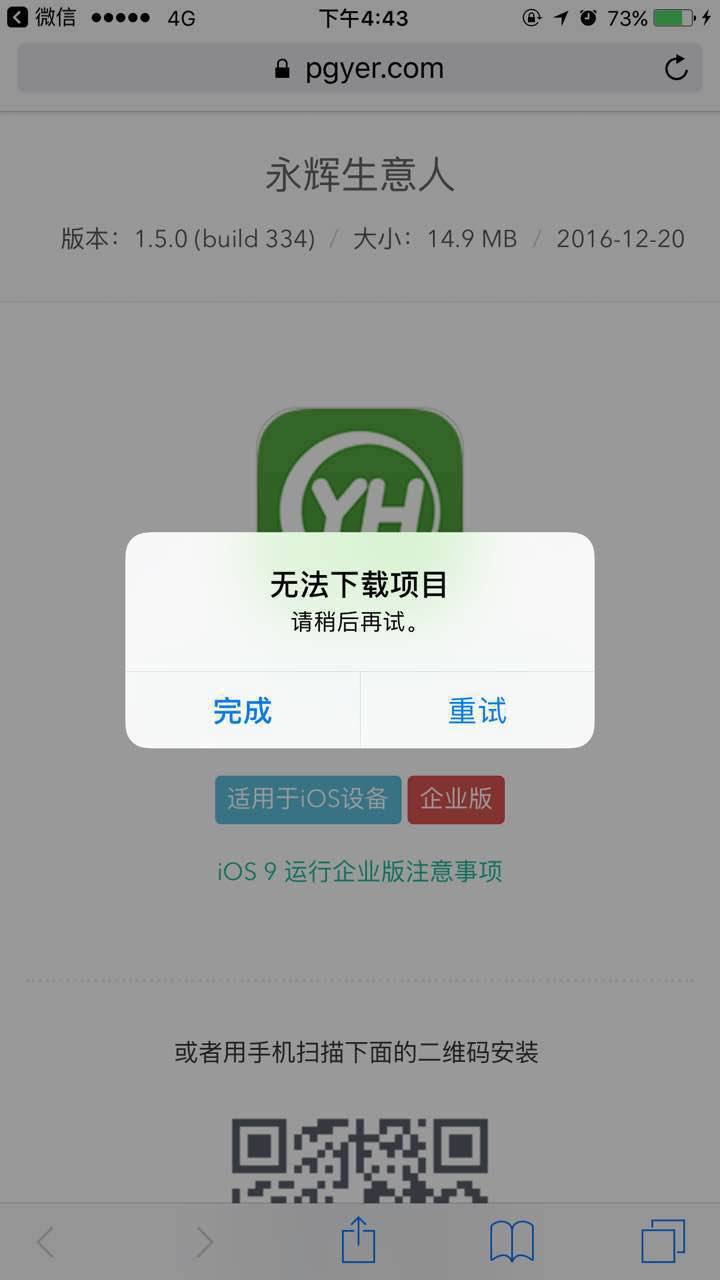 微信 4G 下午4:43 73%
pgyer.com
永辉生意人
版本：1.5.0 (build 334) / 大小：14.9 MB / 2016-12-20
YH
无法下载项目
请稍后再试。
完成 重试
适用于iOS设备 企业版
iOS 9 运行企业版注意事项
或者用手机扫描下面的二维码安装